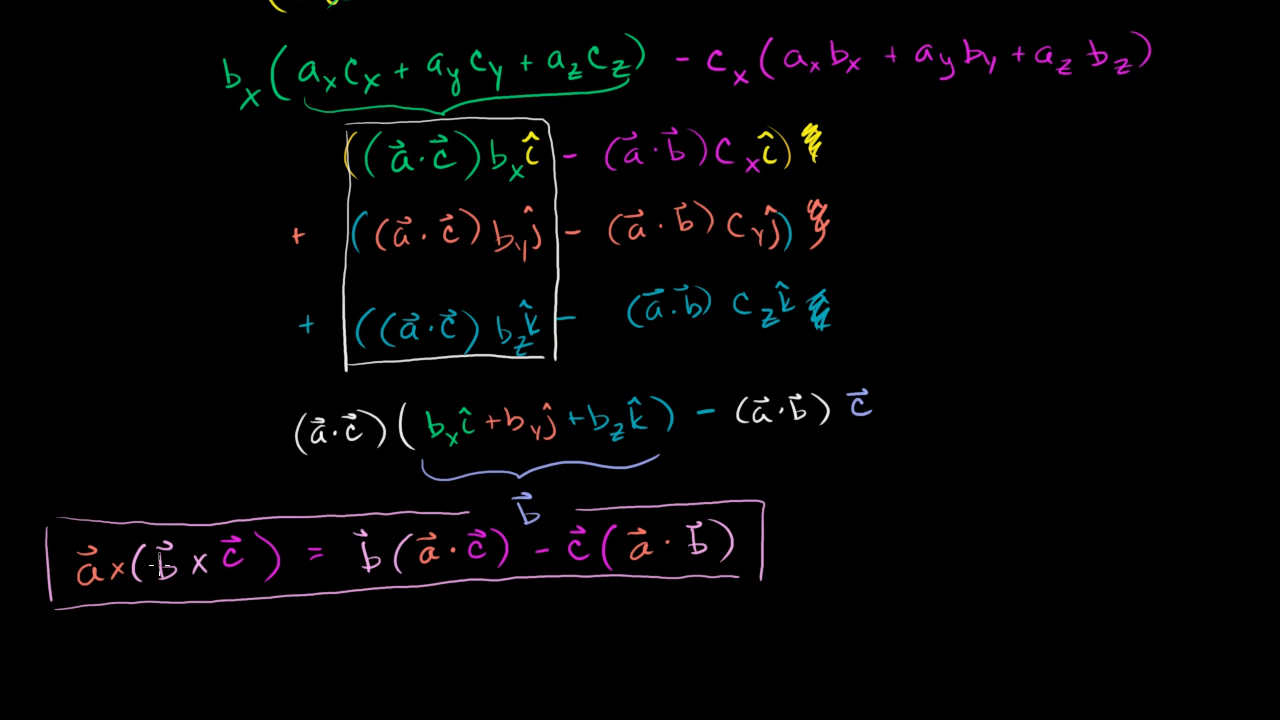 b_x (a_x c_x + a_y c_y + a_z c_z) - c_x (a_x b_x + a_y b_y + a_z b_z)
((a⃗ · c⃗) b_x î - (a⃗ · b⃗) c_x î)
+ ((a⃗ · c⃗) b_y ĵ - (a⃗ · b⃗) c_y ĵ)
+ ((a⃗ · c⃗) b_z k̂ - (a⃗ · b⃗) c_z k̂
(a⃗ · c⃗) (b_x î + b_y ĵ + b_z k̂) - (a⃗ · b⃗) c⃗
b⃗
a⃗ × (b⃗ × c⃗) = b⃗ (a⃗ · c⃗) - c⃗ (a⃗ · b⃗)